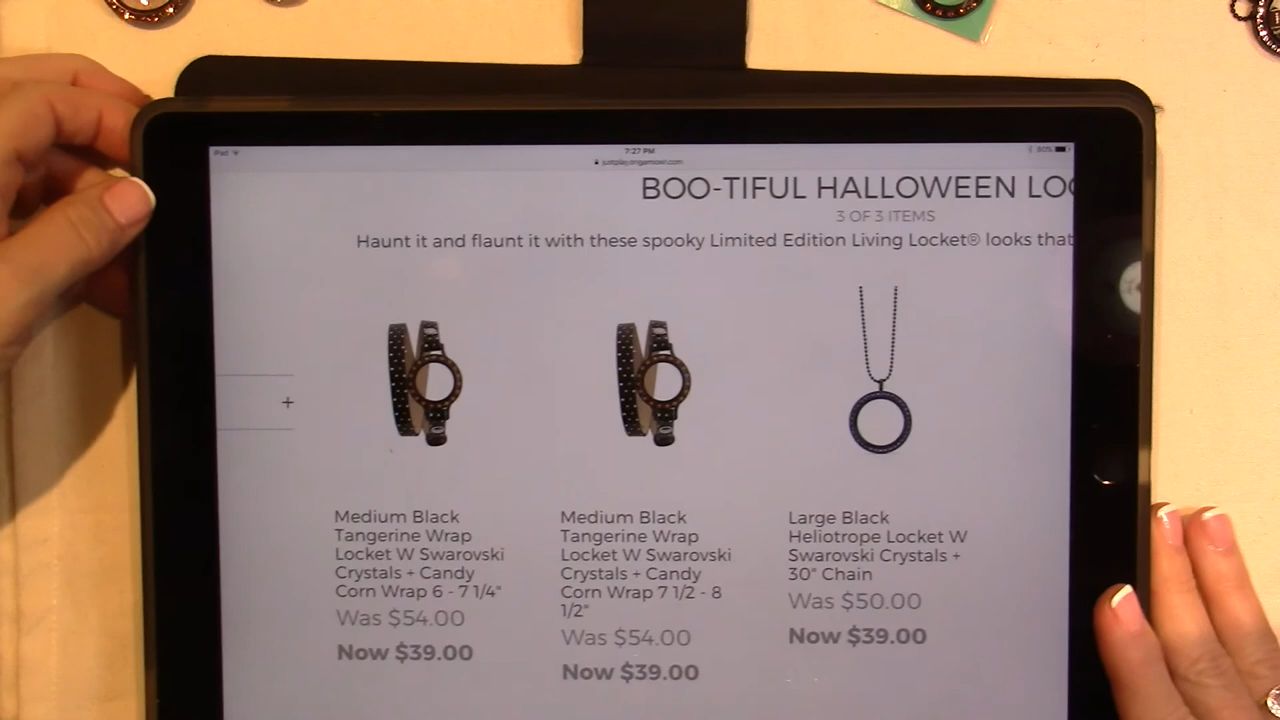 iPad
7:27 PM
51%
BOO-TIFUL HALLOWEEN LOC
3 OF 3 ITEMS
Haunt it and flaunt it with these spooky Limited Edition Living Locket® looks that
+
Medium Black
Tangerine Wrap
Locket W Swarovski
Crystals + Candy
Corn Wrap 6 - 7 1/4"
Was $54.00
Now $39.00
Medium Black
Tangerine Wrap
Locket W Swarovski
Crystals + Candy
Corn Wrap 7 1/2 - 8
1/2"
Was $54.00
Now $39.00
Large Black
Heliotrope Locket W
Swarovski Crystals +
30" Chain
Was $50.00
Now $39.00